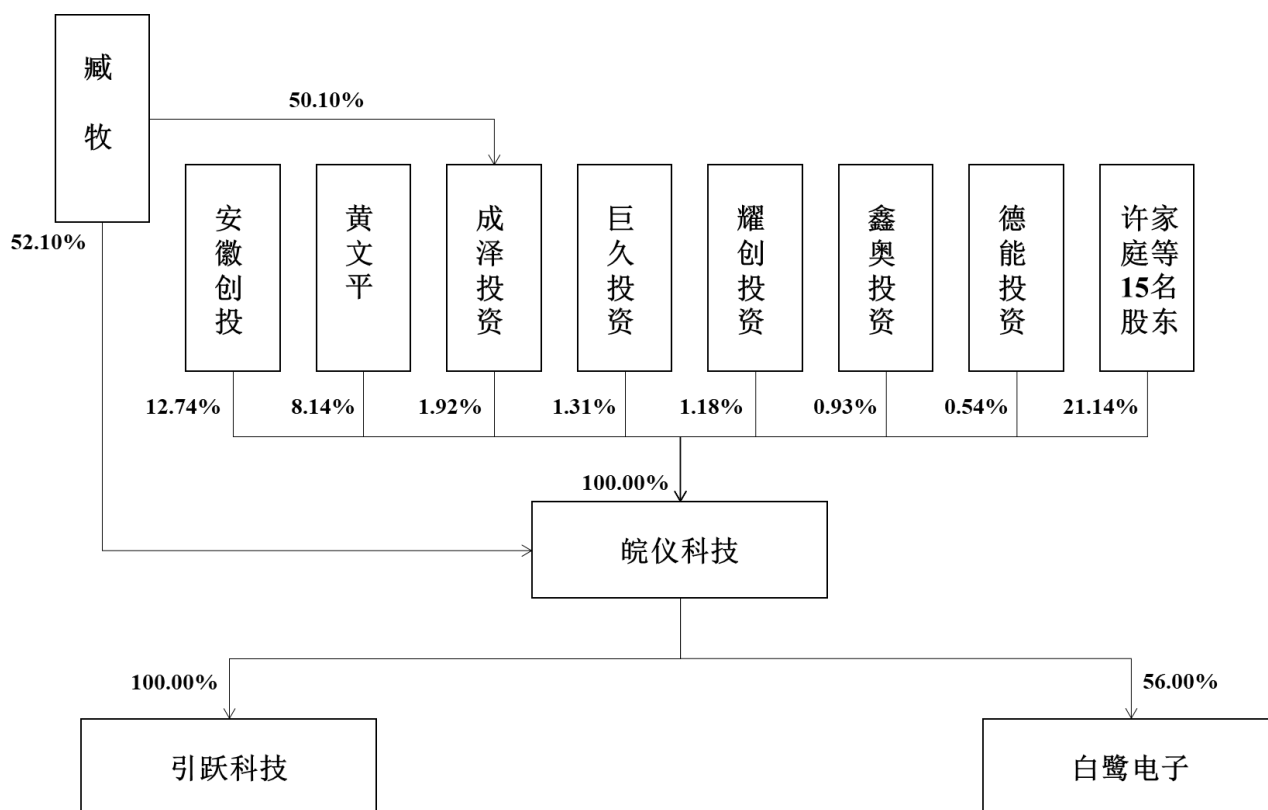 臧牧
50.10%
52.10%
安徽创投
黄文平
成泽投资
巨久投资
耀创投资
鑫奥投资
德能投资
许家庭等15名股东
12.74%
8.14%
1.92%
1.31%
1.18%
0.93%
0.54%
21.14%
100.00%
皖仪科技
100.00%
56.00%
引跃科技
白鹭电子